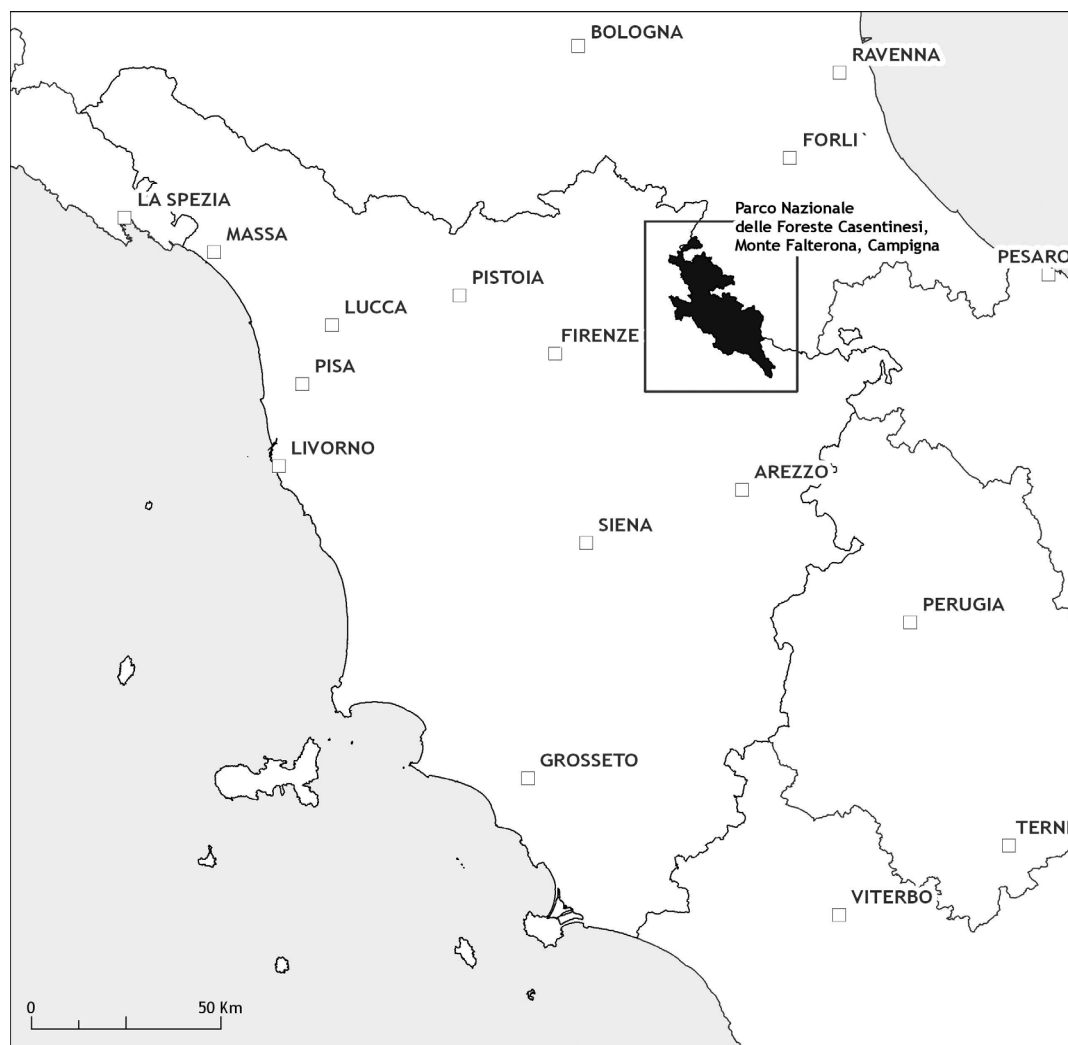 BOLOGNA
RAVENNA
FORLI`
LA SPEZIA
MASSA
Parco Nazionale
delle Foreste Casentinesi,
Monte Falterona, Campigna
PESARO
PISTOIA
LUCCA
FIRENZE
PISA
LIVORNO
AREZZO
SIENA
PERUGIA
GROSSETO
TERNI
VITERBO
0 50 Km